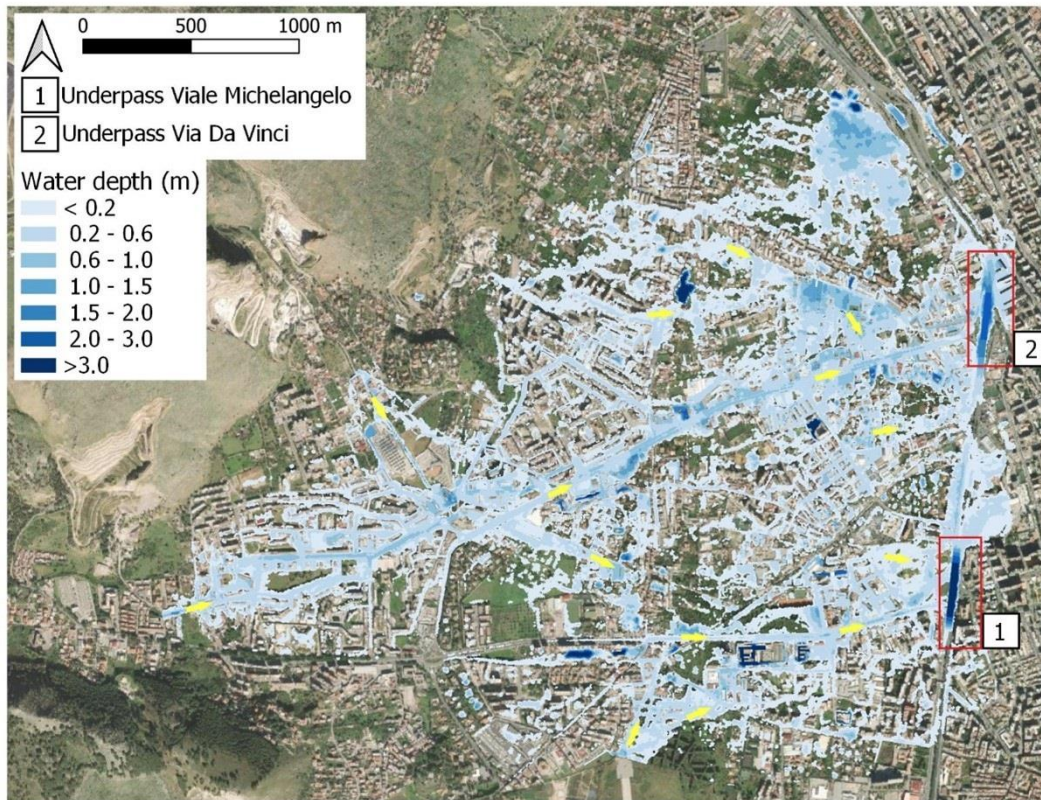 0 500 1000 m
1 Underpass Viale Michelangelo
2 Underpass Via Da Vinci
Water depth (m)
< 0.2
0.2 - 0.6
0.6 - 1.0
1.0 - 1.5
1.5 - 2.0
2.0 - 3.0
>3.0
2
1